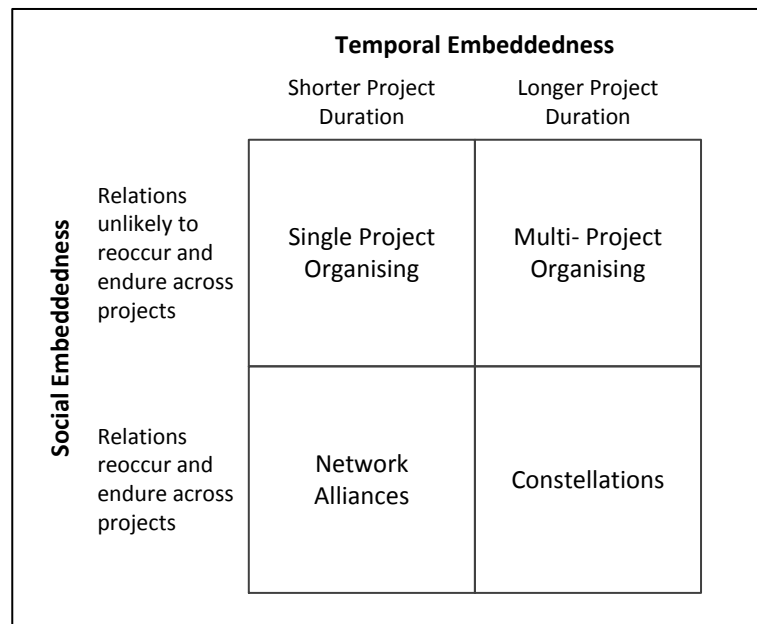 Temporal Embeddedness
Shorter Project
Duration
Longer Project
Duration
Social Embeddedness
Relations
unlikely to
reoccur and
endure across
projects
Single Project
Organising
Multi- Project
Organising
Relations
reoccur and
endure across
projects
Network
Alliances
Constellations